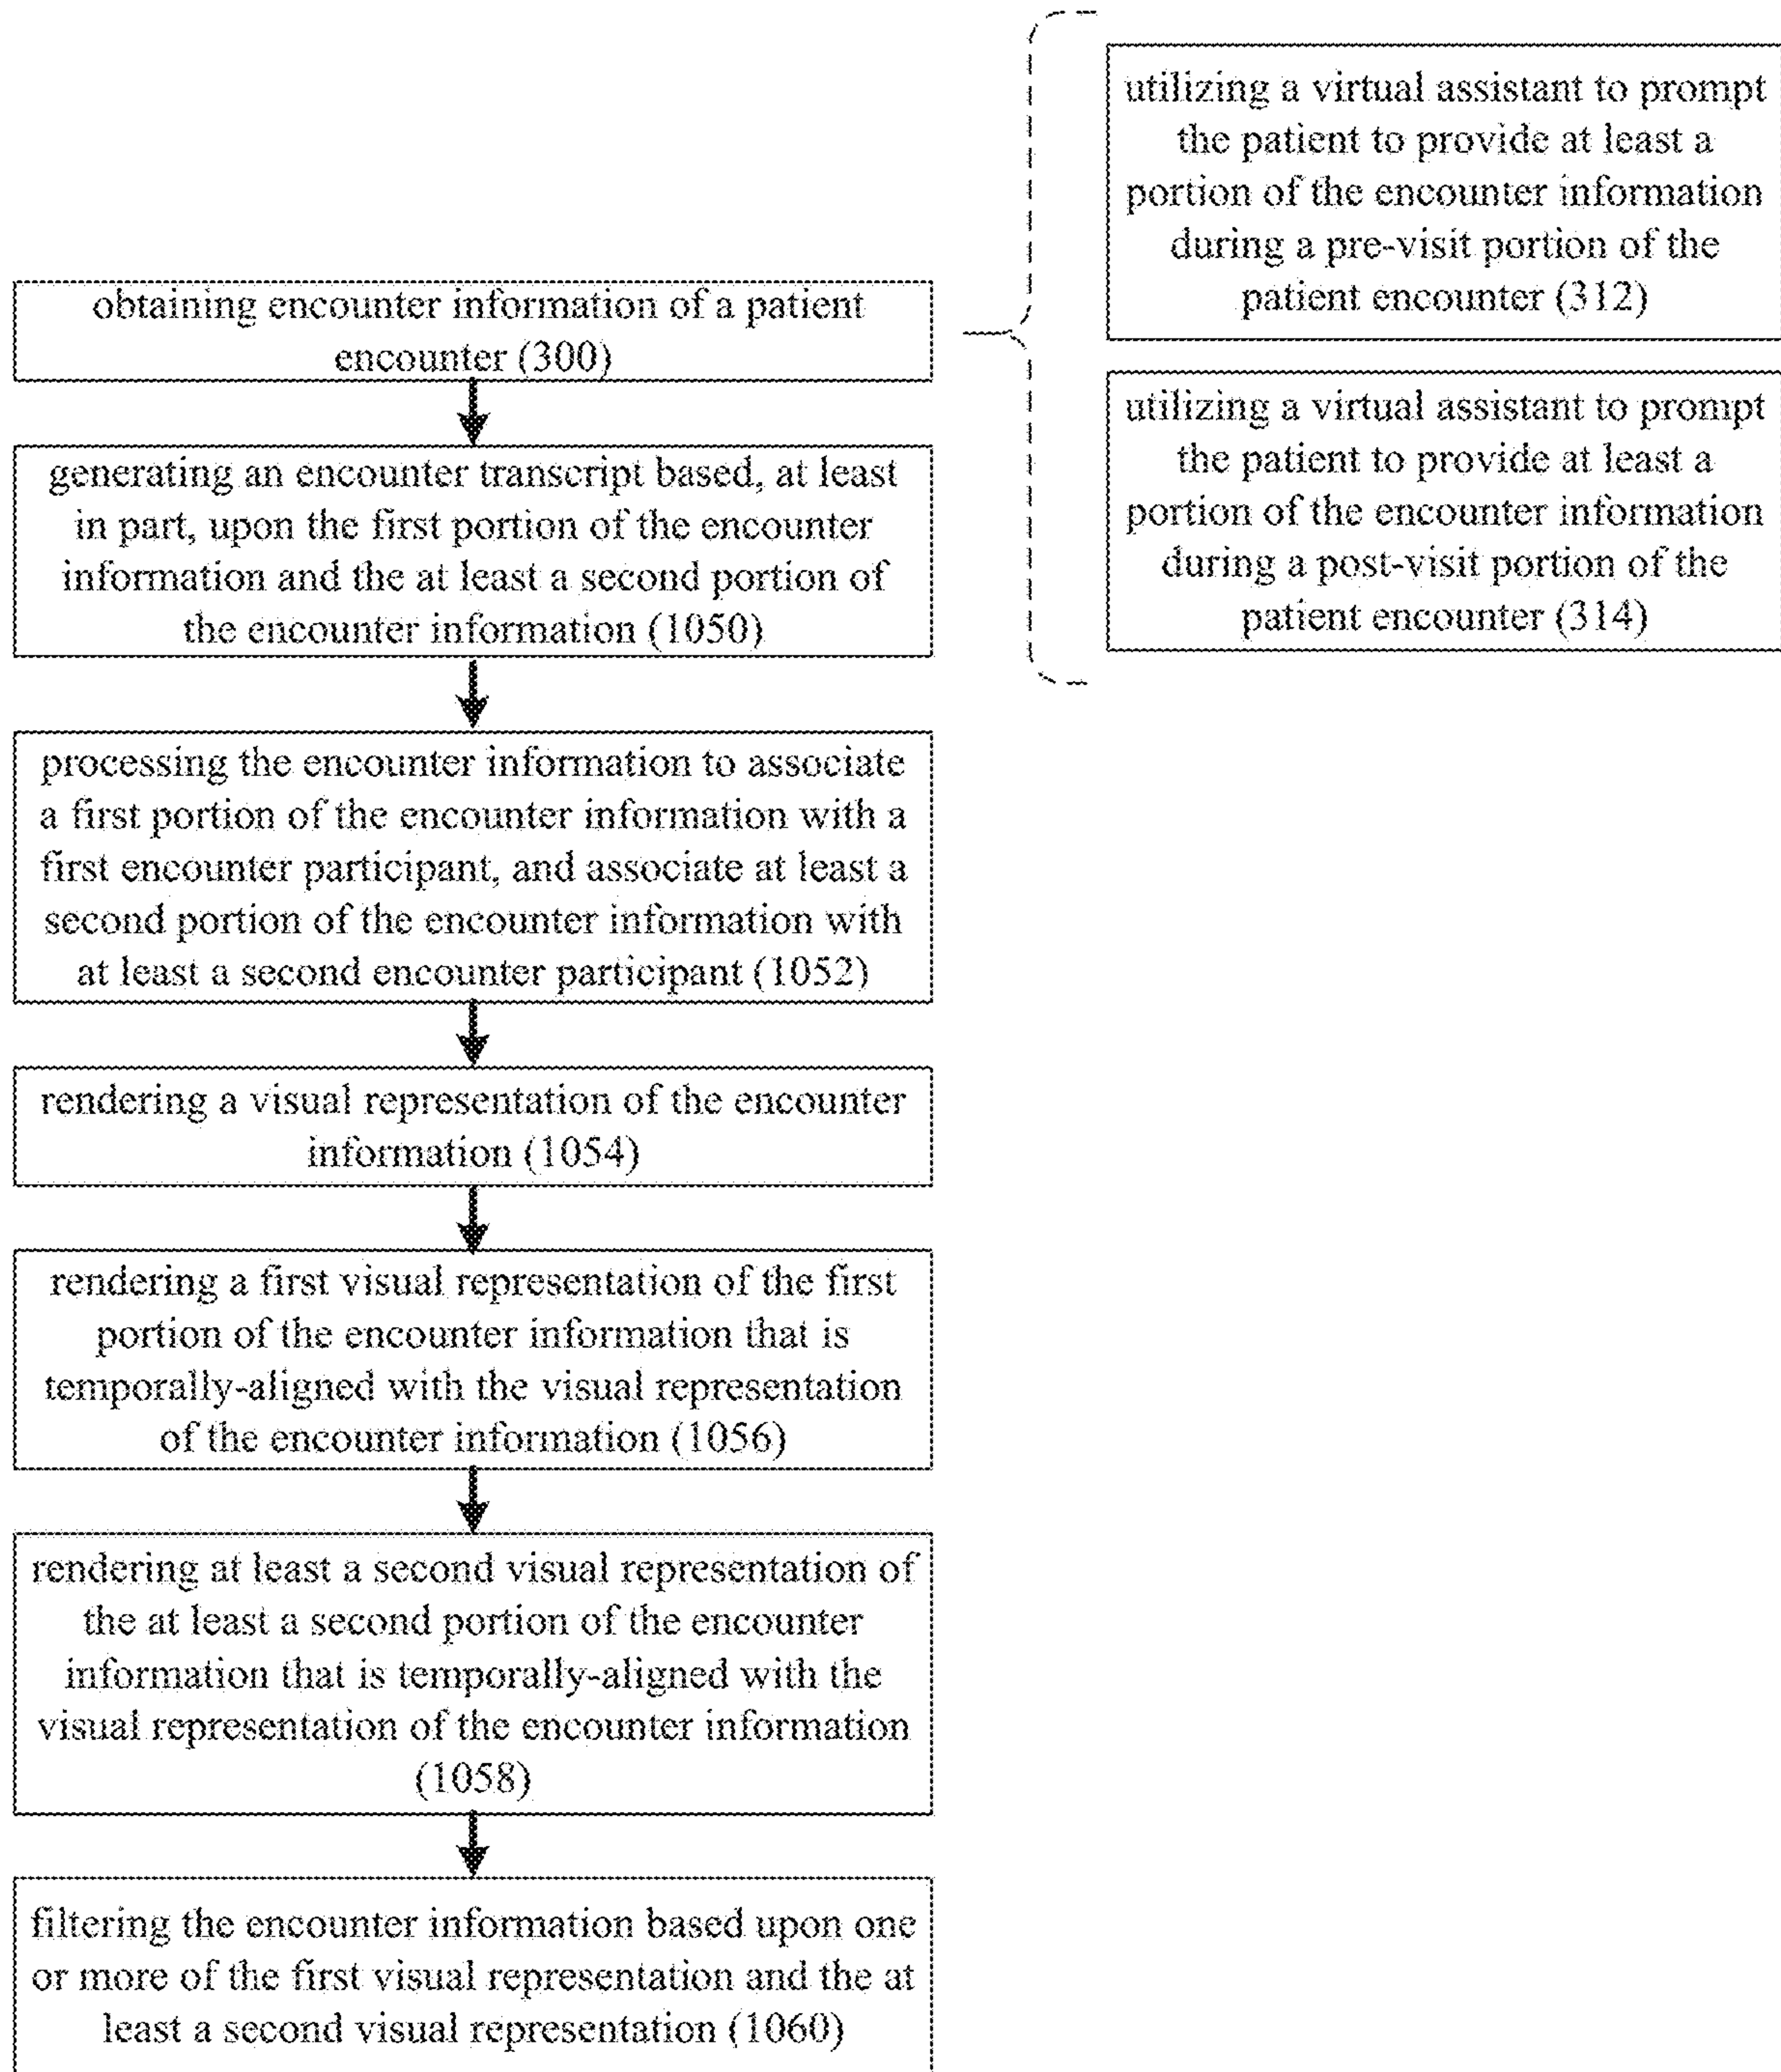 obtaining encounter information of a patient
encounter (300)
generating an encounter transcript based, at least
in part, upon the first portion of the encounter
information and the at least a second portion of
the encounter information (1050)
processing the encounter information to associate
a first portion of the encounter information with a
first encounter participant, and associate at least a
second portion of the encounter information with
at least a second encounter participant (1052)
rendering a visual representation of the encounter
information (1054)
rendering a first visual representation of the first
portion of the encounter information that is
temporally-aligned with the visual representation
of the encounter information (1056)
rendering at least a second visual representation of
the at least a second portion of the encounter
information that is temporally-aligned with the
visual representation of the encounter information
(1058)
filtering the encounter information based upon one
or more of the first visual representation and the at
least a second visual representation (1060)
utilizing a virtual assistant to prompt
the patient to provide at least a
portion of the encounter information
during a pre-visit portion of the
patient encounter (312)
utilizing a virtual assistant to prompt
the patient to provide at least a
portion of the encounter information
during a post-visit portion of the
patient encounter (314)